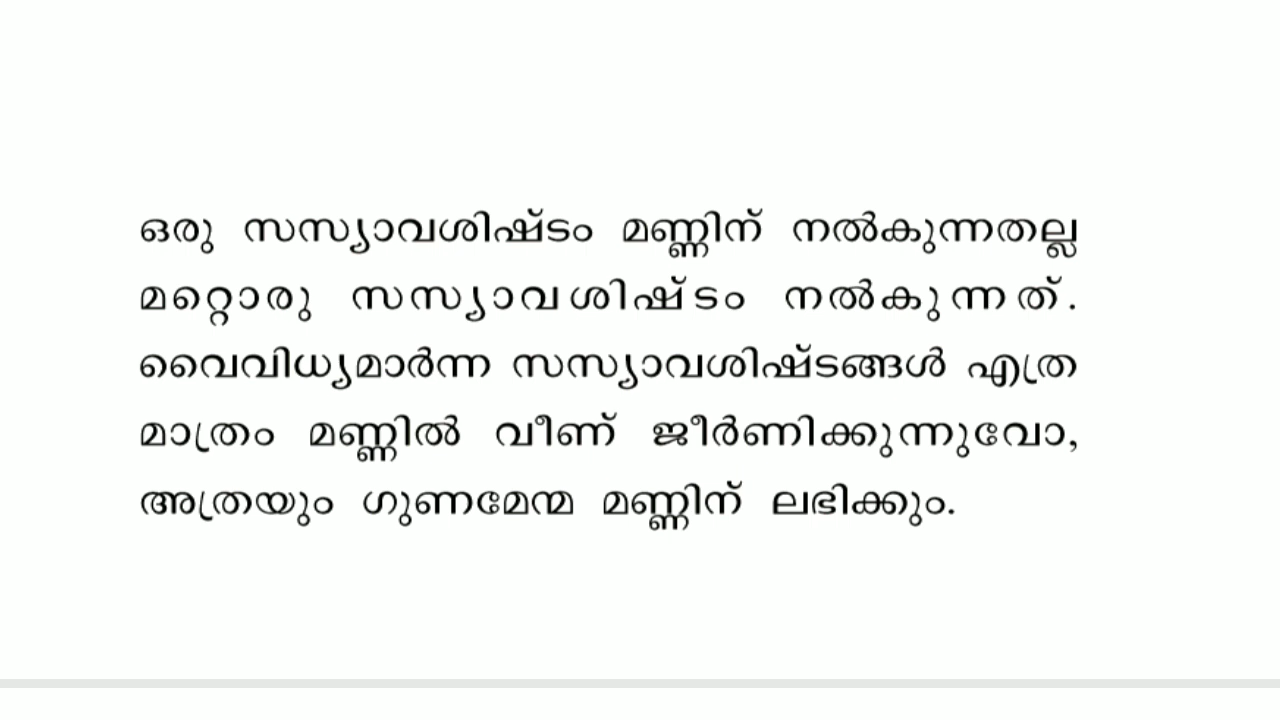 ഒരു സസ്യാവശിഷ്ടം മണ്ണിന് നൽകുന്നതല്ല
മറ്റൊരു സസ്യാവശിഷ്ടം നൽകുന്നത്.
വൈവിധ്യമാർന്ന സസ്യാവശിഷ്ടങ്ങൾ എത്ര
മാത്രം മണ്ണിൽ വീണ് ജീർണിക്കുന്നുവോ,
അത്രയും ഗുണമേന്മ മണ്ണിന് ലഭിക്കും.